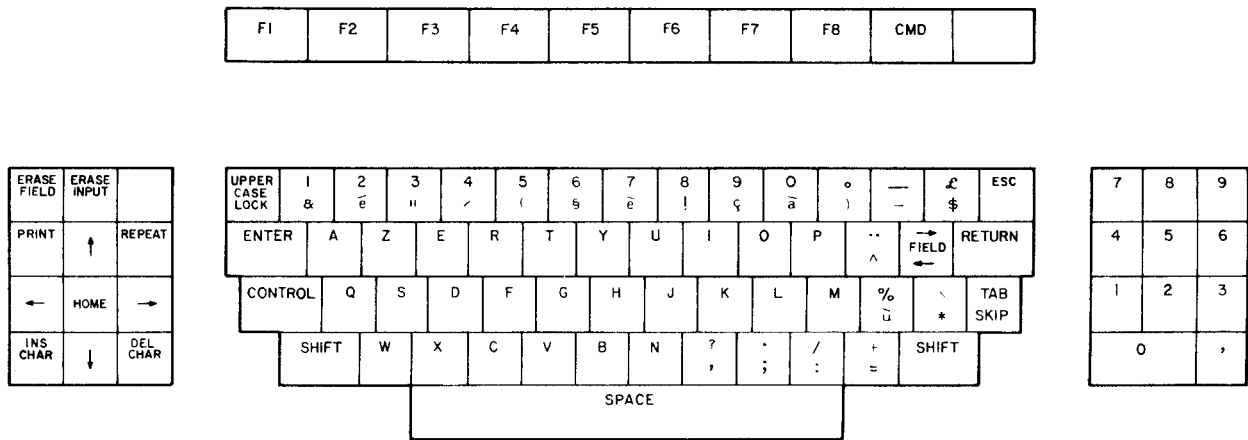 F1 F2 F3 F4 F5 F6 F7 F8 CMD
ERASE FIELD ERASE INPUT
PRINT ↑ REPEAT
← HOME →
INS CHAR ↓ DEL CHAR
UPPER CASE LOCK 1 & 2 é 3 " 4 ' 5 ( 6 § 7 è 8 ! 9 ç 0 à ° ) _ - £ $ ESC
ENTER A Z E R T Y U I O P ¨ ^ → FIELD ← RETURN
CONTROL Q S D F G H J K L M % ù \ * TAB SKIP
SHIFT W X C V B N ? , . ; / : + = SHIFT
SPACE
7 8 9
4 5 6
1 2 3
0 ,